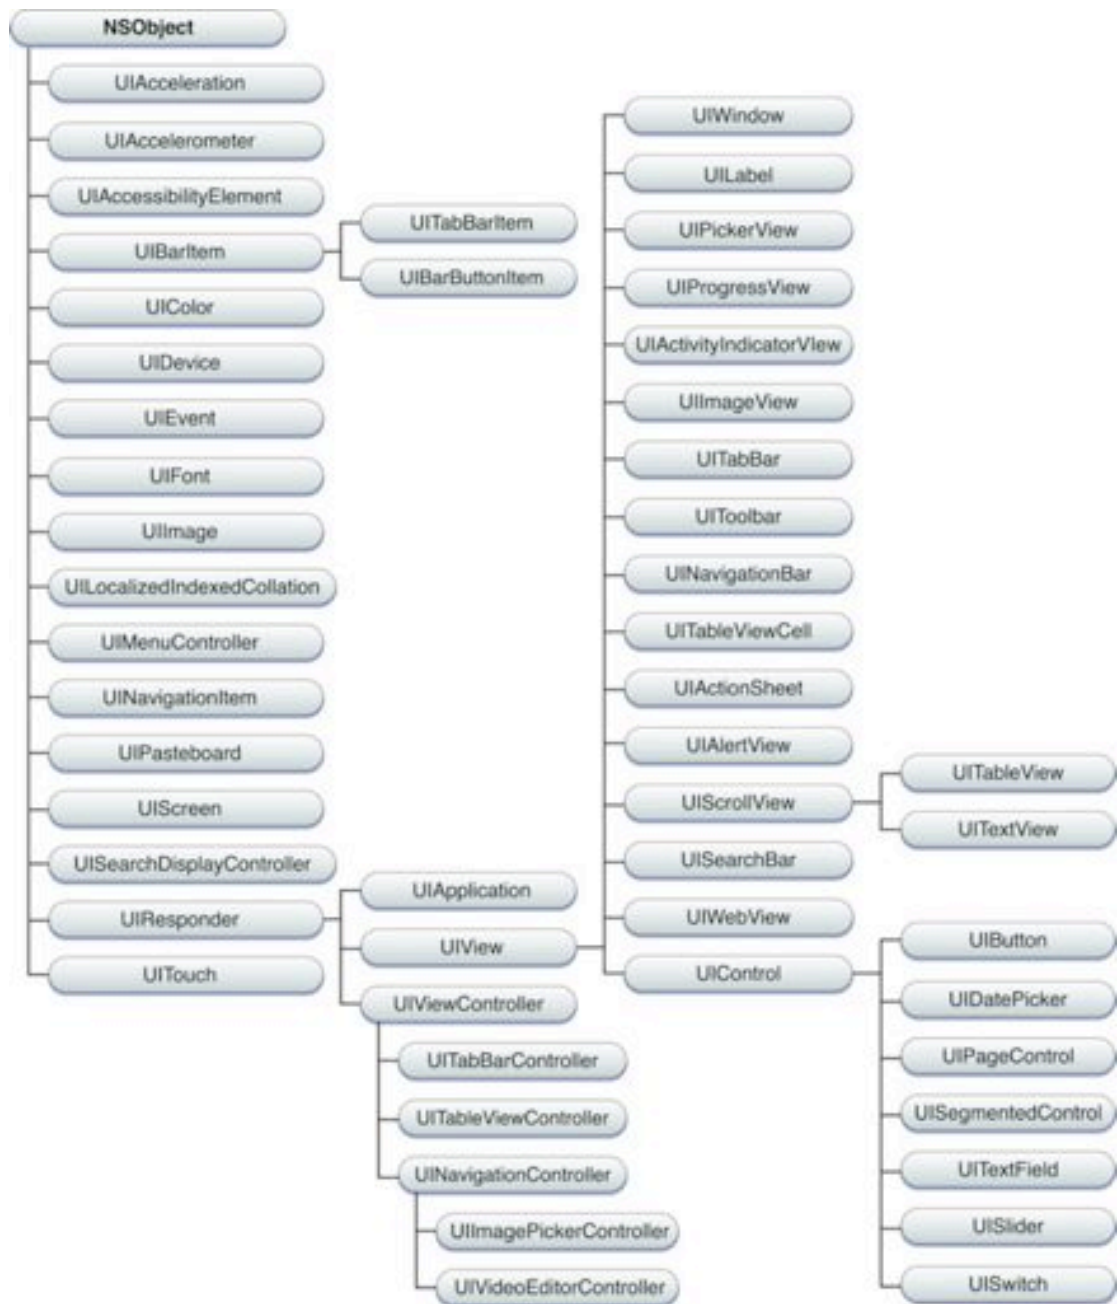 NSObject
UIAcceleration
UIAccelerometer
UIAccessibilityElement
UIBarItem
UITabBarItem
UIBarButtonItem
UIColor
UIDevice
UIEvent
UIFont
UIImage
UILocalizedIndexedCollation
UIMenuController
UINavigationItem
UIPasteboard
UIScreen
UISearchDisplayController
UIResponder
UITouch
UIApplication
UIView
UIViewController
UITabBarController
UITableViewController
UINavigationController
UIImagePickerController
UIVideoEditorController
UIWindow
UILabel
UIPickerView
UIProgressView
UIActivityIndicatorVIew
UIImageView
UITabBar
UIToolbar
UINavigationBar
UITableViewCell
UIActionSheet
UIAlertView
UIScrollView
UISearchBar
UIWebView
UIControl
UITableView
UITextView
UIButton
UIDatePicker
UIPageControl
UISegmentedControl
UITextField
UISlider
UISwitch